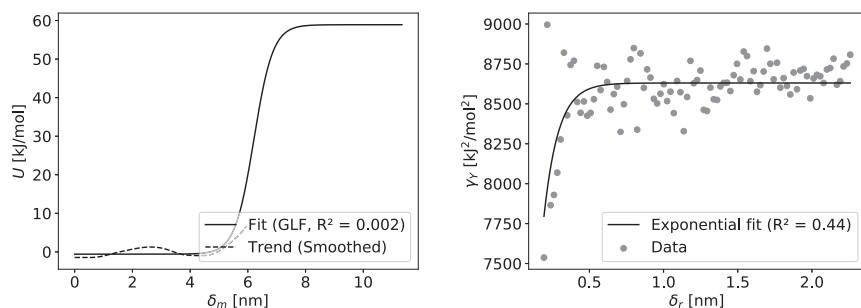 60
50
40
30
20
10
0
U [kJ/mol]
Fit (GLF, R² = 0.002)
Trend (Smoothed)
0 2 4 6 8 10
δm [nm]
9000
8750
8500
8250
8000
7750
7500
γY [kJ²/mol²]
Exponential fit (R² = 0.44)
Data
0.5 1.0 1.5 2.0
δr [nm]